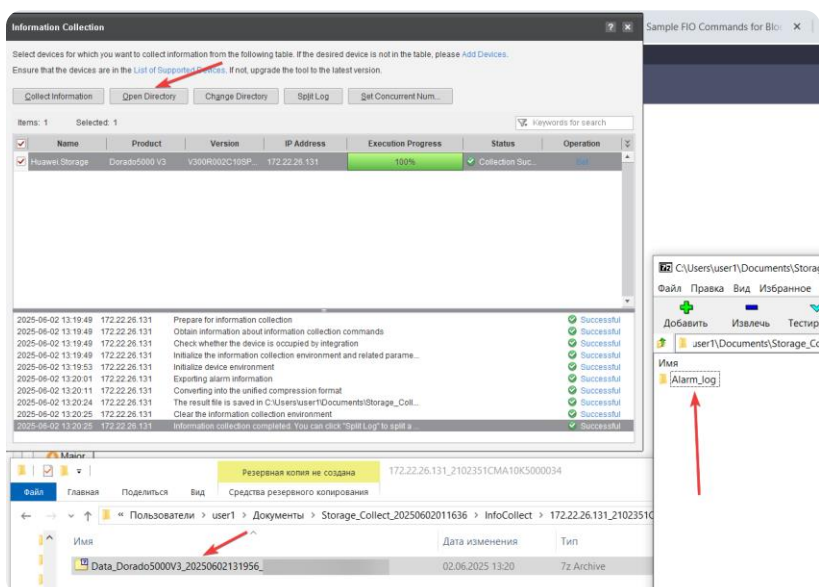 Information Collection
Sample FIO Commands for Bloc
Select devices for which you want to collect information from the following table. If the desired device is not in the table, please Add Devices.
Ensure that the devices are in the List of Supported Devices. If not, upgrade the tool to the latest version.
Collect Information Open Directory Change Directory Split Log Set Concurrent Num...
Items: 1 Selected: 1 Keywords for search
Name Product Version IP Address Execution Progress Status Operation
Huawei.Storage Dorado5000 V3 V300R002C10SP... 172.22.26.131 100% Collection Suc...
2025-06-02 13:19:49 172.22.26.131 Prepare for information collection Successful
2025-06-02 13:19:49 172.22.26.131 Obtain information about information collection commands Successful
2025-06-02 13:19:49 172.22.26.131 Check whether the device is occupied by integration Successful
2025-06-02 13:19:49 172.22.26.131 Initialize the information collection environment and related parame... Successful
2025-06-02 13:19:53 172.22.26.131 Initialize device environment Successful
2025-06-02 13:20:01 172.22.26.131 Exporting alarm information Successful
2025-06-02 13:20:11 172.22.26.131 Converting into the unified compression format Successful
2025-06-02 13:20:24 172.22.26.131 The result file is saved in C:\Users\user1\Documents\Storage_Coll... Successful
2025-06-02 13:20:25 172.22.26.131 Clear the information collection environment Successful
2025-06-02 13:20:25 172.22.26.131 Information collection completed. You can click "Split Log" to split a ... Successful
Major
C:\Users\user1\Documents\Storag
Файл Правка Вид Избранное
Добавить Извлечь Тестир
user1\Documents\Storage_Co
Имя
Alarm_log
Резервная копия не создана 172.22.26.131_2102351CMA10K5000034
Файл Главная Поделиться Вид Средства резервного копирования
« Пользователи > user1 > Документы > Storage_Collect_20250602011636 > InfoCollect > 172.22.26.131_2102351C
Имя Дата изменения Тип
Data_Dorado5000V3_20250602131956_ 02.06.2025 13:20 7z Archive